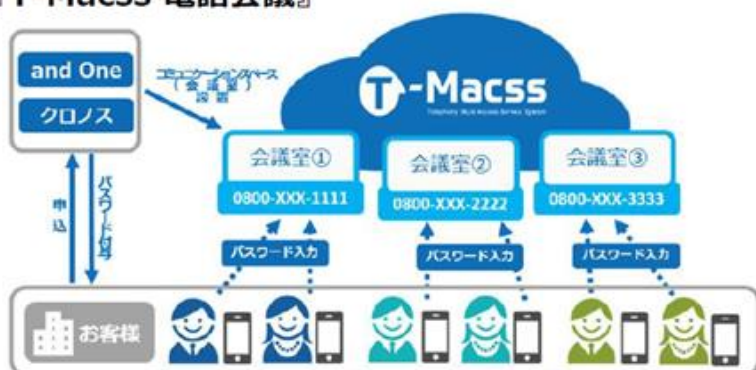 T-Macss 電話会議』
and One
クロノス
コミュニケーションスペース
(会議室)
設置
T-Macss
会議室①
0800-XXX-1111
会議室②
0800-XXX-2222
会議室③
0800-XXX-3333
申込
パスワード付与
パスワード入力
パスワード入力
パスワード入力
お客様